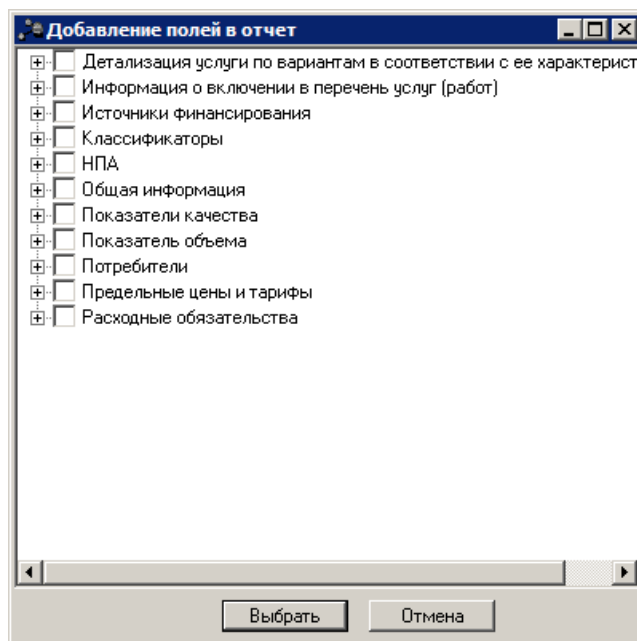 Добавление полей в отчет
Детализация услуги по вариантам в соответствии с ее характерист
Информация о включении в перечень услуг (работ)
Источники финансирования
Классификаторы
НПА
Общая информация
Показатели качества
Показатель объема
Потребители
Предельные цены и тарифы
Расходные обязательства
Выбрать
Отмена